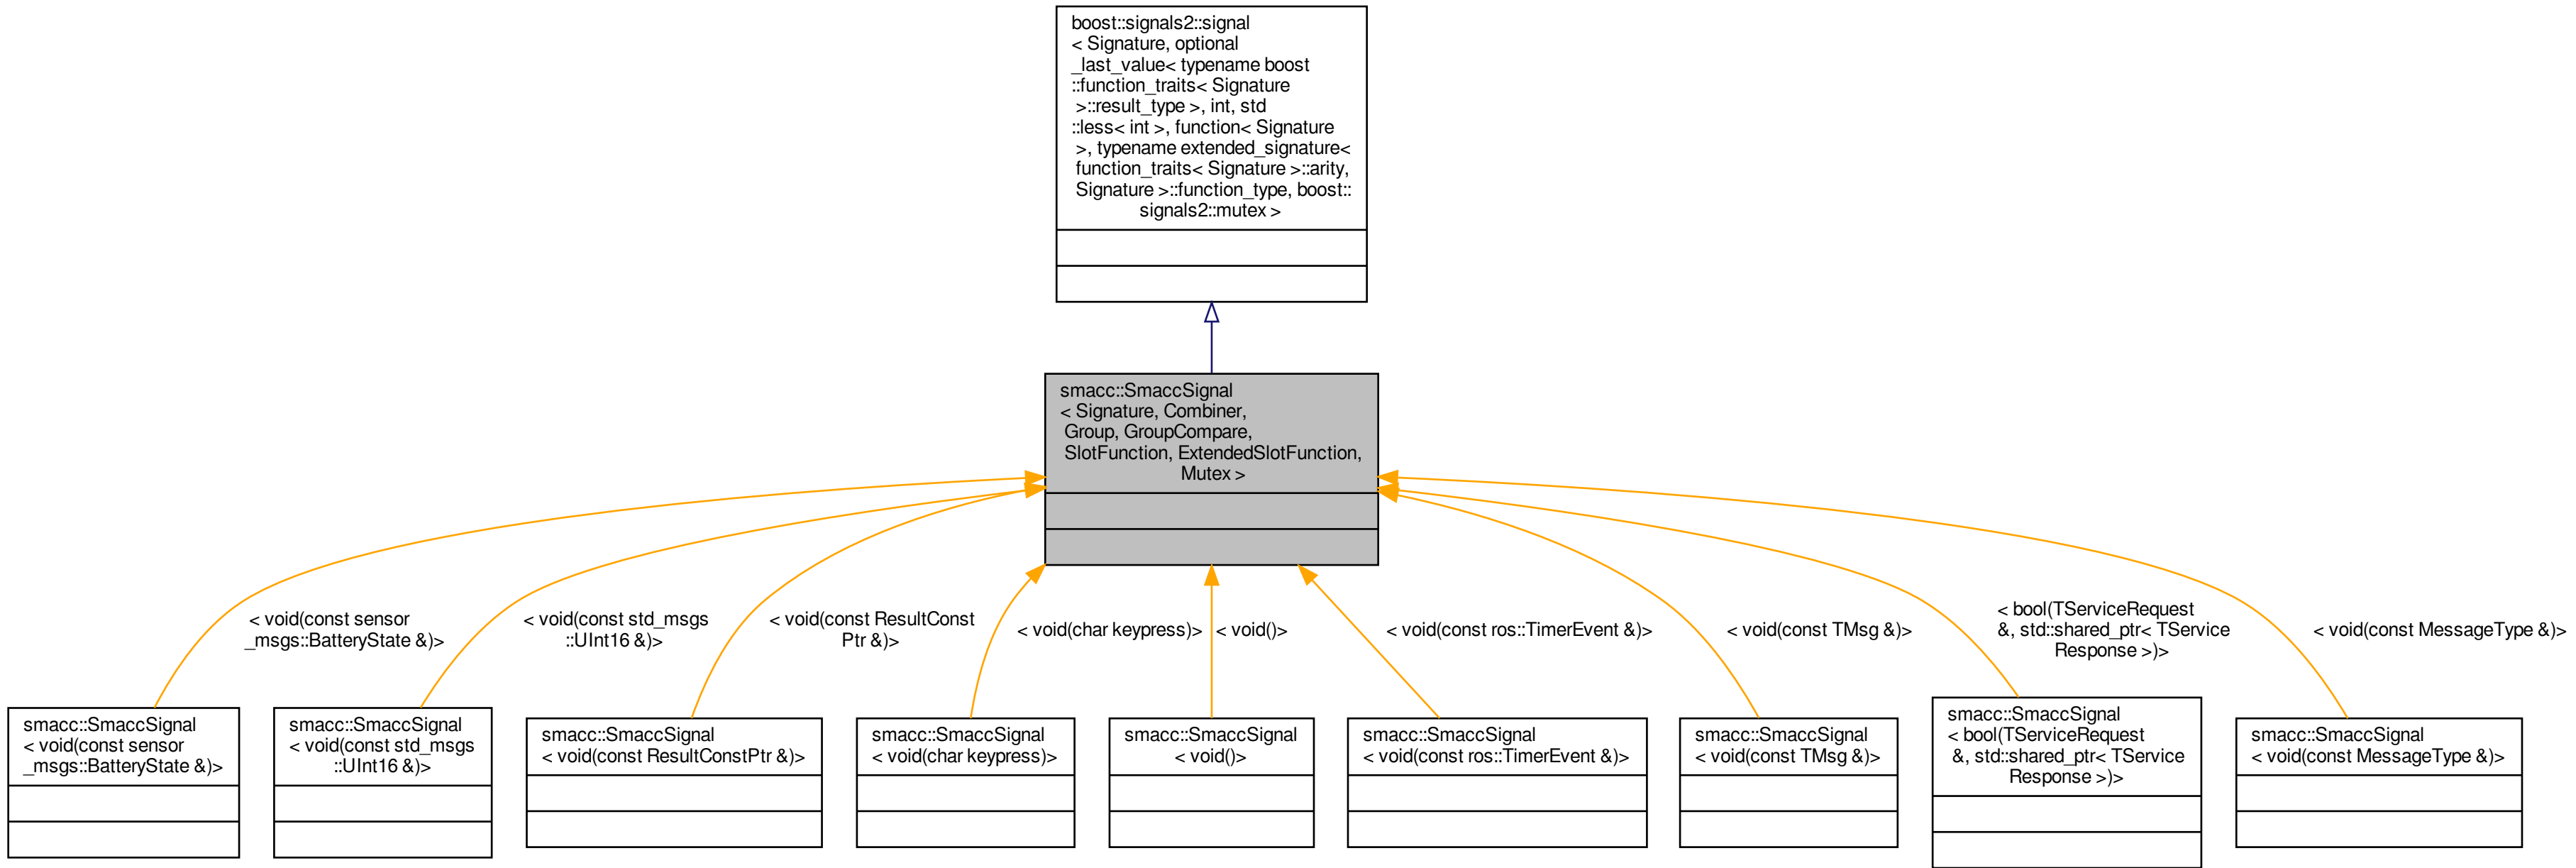 boost::signals2::signal
< Signature, optional
_last_value< typename boost
::function_traits< Signature
>::result_type >, int, std
::less< int >, function< Signature
>, typename extended_signature<
function_traits< Signature >::arity,
Signature >::function_type, boost::
signals2::mutex >
smacc::SmaccSignal
< Signature, Combiner,
Group, GroupCompare,
SlotFunction, ExtendedSlotFunction,
Mutex >
< void(const sensor
_msgs::BatteryState &)>
< void(const std_msgs
::UInt16 &)>
< void(const ResultConst
Ptr &)>
< void(char keypress)>
< void()>
< void(const ros::TimerEvent &)>
< void(const TMsg &)>
< bool(TServiceRequest
&, std::shared_ptr< TService
Response >)>
< void(const MessageType &)>
smacc::SmaccSignal
< void(const sensor
_msgs::BatteryState &)>
smacc::SmaccSignal
< void(const std_msgs
::UInt16 &)>
smacc::SmaccSignal
< void(const ResultConstPtr &)>
smacc::SmaccSignal
< void(char keypress)>
smacc::SmaccSignal
< void()>
smacc::SmaccSignal
< void(const ros::TimerEvent &)>
smacc::SmaccSignal
< void(const TMsg &)>
smacc::SmaccSignal
< bool(TServiceRequest
&, std::shared_ptr< TService
Response >)>
smacc::SmaccSignal
< void(const MessageType &)>